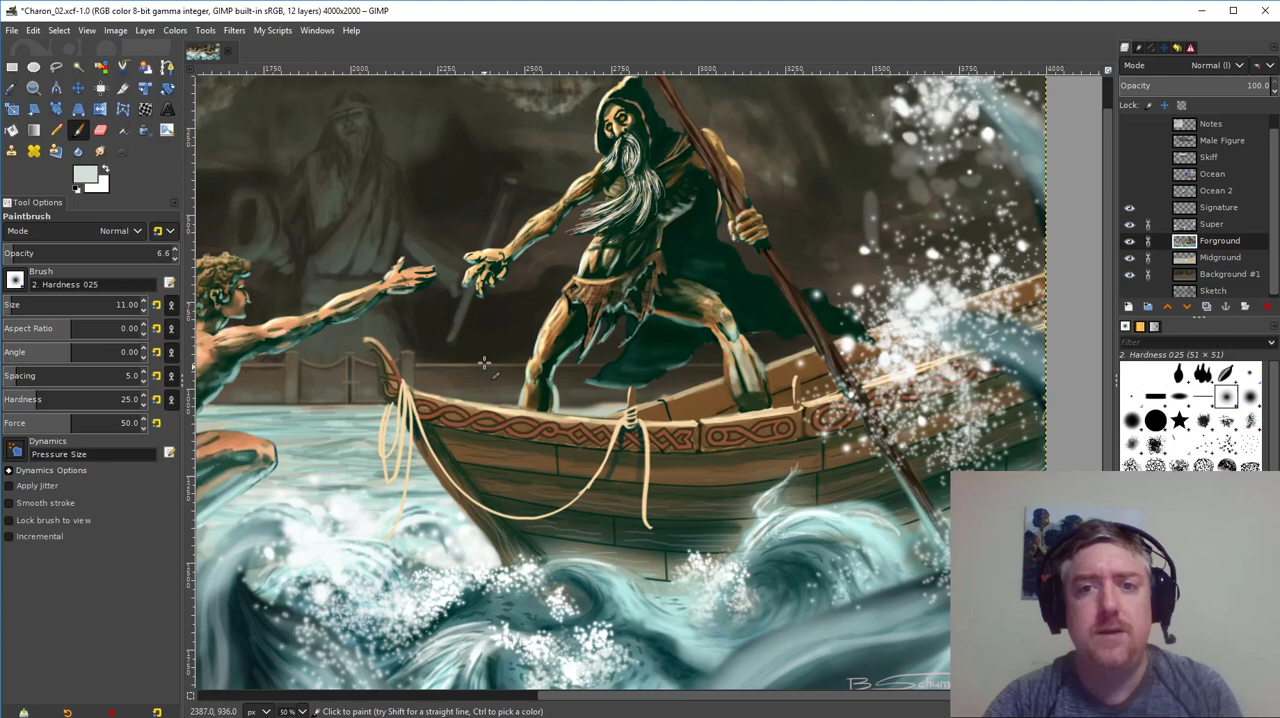 *Charon_02.xcf-1.0 (RGB color 8-bit gamma integer, GIMP built-in sRGB, 12 layers) 4000x2000 – GIMP
File Edit Select View Image Layer Colors Tools Filters My Scripts Windows Help
1750 2000 2250 2500 2750 3000 3250 3500 3750 4000
Tool Options
Paintbrush
Mode Normal
Opacity 6.6
Brush
2. Hardness 025
Size 11.00
Aspect Ratio 0.00
Angle 0.00
Spacing 5.0
Hardness 25.0
Force 50.0
Dynamics
Pressure Size
Dynamics Options
Apply Jitter
Smooth stroke
Lock brush to view
Incremental
Mode Normal (l)
Opacity 100.0
Lock:
Notes
Male Figure
Skiff
Ocean
Ocean 2
Signature
Super
Forground
Midground
Background #1
Sketch
filter
2. Hardness 025 (51 × 51)
B Schum
2387.0, 936.0 px 50 % Click to paint (try Shift for a straight line, Ctrl to pick a color)